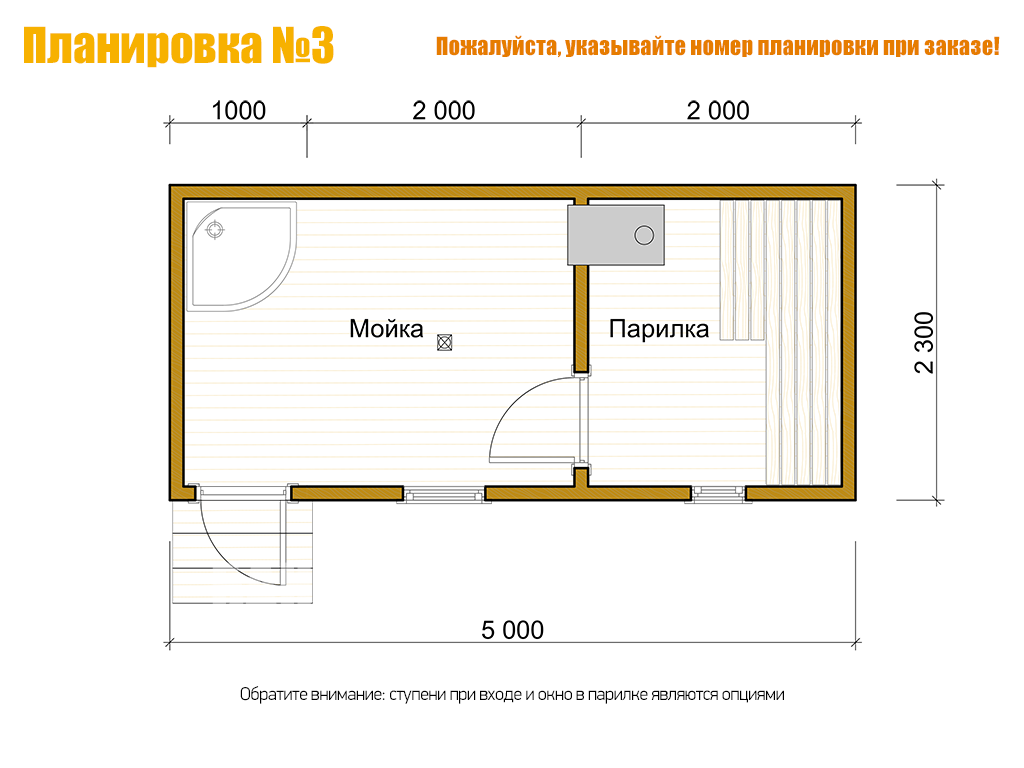 Планировка №3
Пожалуйста, указывайте номер планировки при заказе!
1000
2 000
2 000
Мойка
Парилка
2 300
5 000
Обратите внимание: ступени при входе и окно в парилке являются опциями